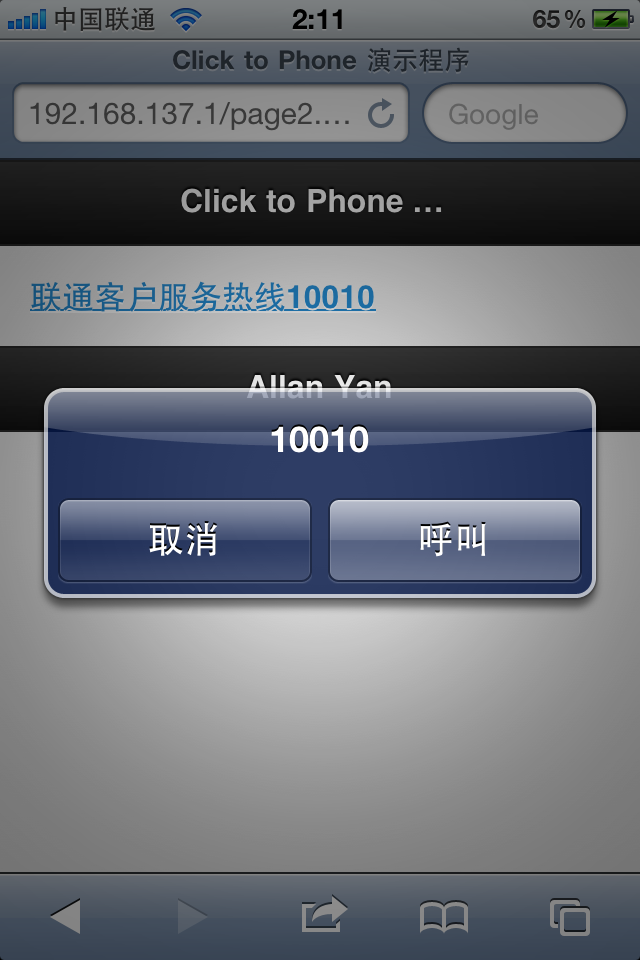 中国联通 2:11 65%
Click to Phone 演示程序
192.168.137.1/page2.... Google
Click to Phone ...
联通客户服务热线10010
Allan Yan
10010
取消 呼叫